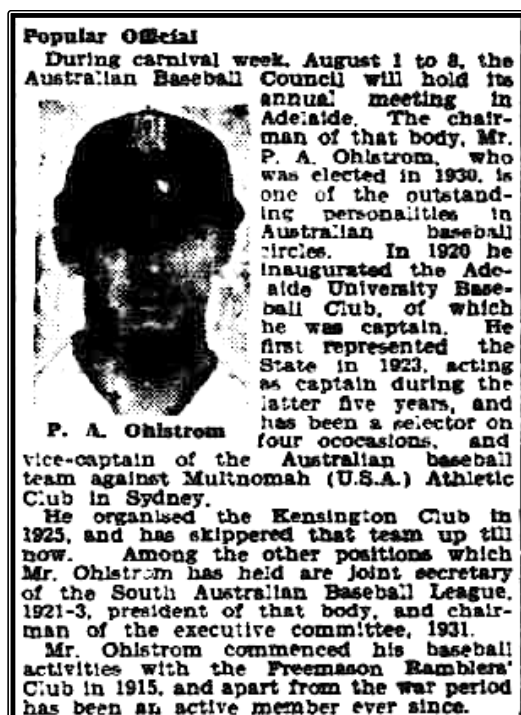 Popular Official
During carnival week, August 1 to 8, the
Australian Baseball Council will hold its
annual meeting in
Adelaide. The chair-
man of that body, Mr.
P. A. Ohlstrom, who
was elected in 1930, is
one of the outstand-
ing personalities in
Australian baseball
circles. In 1920 he
inaugurated the Ade-
laide University Base-
ball Club, of which
he was captain. He
first represented the
State in 1923, acting
as captain during the
latter five years, and
has been a selector on
P. A. Ohlstrom
four ococasions, and
vice-captain of the Australian baseball
team against Multnomah (U.S.A.) Athletic
Club in Sydney.
He organised the Kensington Club in
1925, and has skippered that team up till
now. Among the other positions which
Mr. Ohlstrom has held are joint secretary
of the South Australian Baseball League,
1921-3, president of that body, and chair-
man of the executive committee, 1931.
Mr. Ohlstrom commenced his baseball
activities with the Freemason Ramblers'
Club in 1915, and apart from the war period
has been an active member ever since.